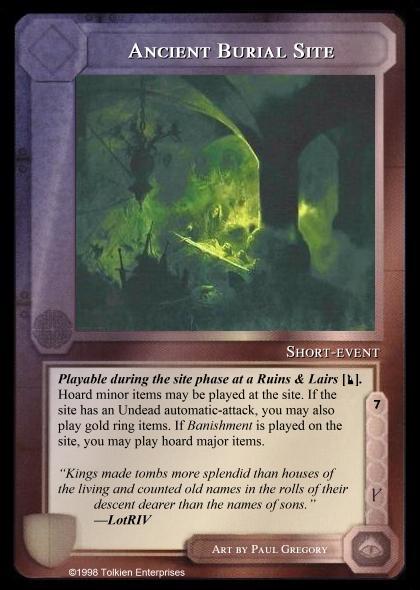 Ancient Burial Site
Short-event
Playable during the site phase at a Ruins & Lairs [ ].
Hoard minor items may be played at the site. If the
site has an Undead automatic-attack, you may also
play gold ring items. If Banishment is played on the
site, you may play hoard major items.
7
“Kings made tombs more splendid than houses of
the living and counted old names in the rolls of their
descent dearer than the names of sons.”
—LotRIV
Art by Paul Gregory
©1998 Tolkien Enterprises